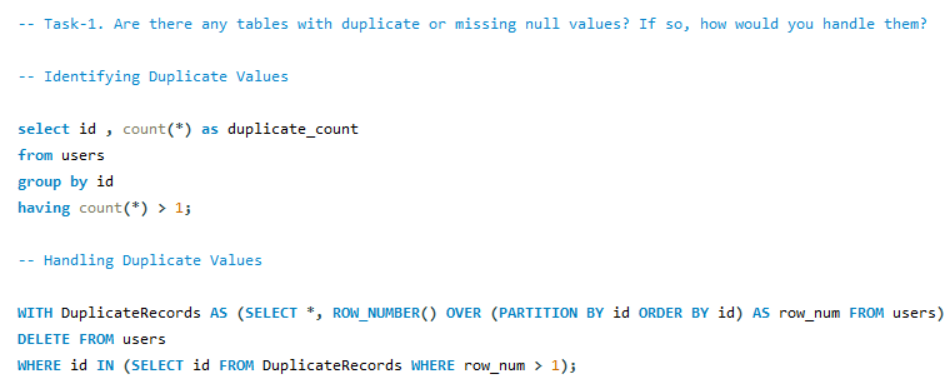 -- Task-1. Are there any tables with duplicate or missing null values? If so, how would you handle them?
-- Identifying Duplicate Values
select id , count(*) as duplicate_count
from users
group by id
having count(*) > 1;
-- Handling Duplicate Values
WITH DuplicateRecords AS (SELECT *, ROW_NUMBER() OVER (PARTITION BY id ORDER BY id) AS row_num FROM users)
DELETE FROM users
WHERE id IN (SELECT id FROM DuplicateRecords WHERE row_num > 1);